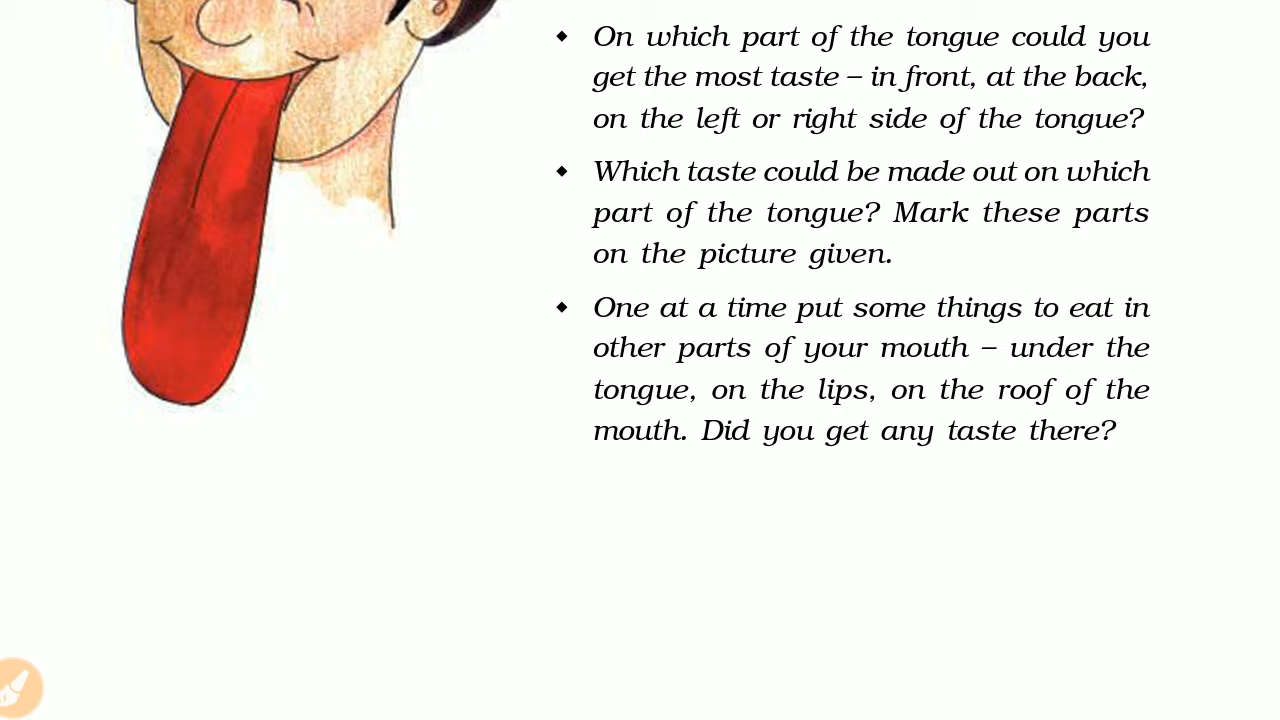 ◆ On which part of the tongue could you
get the most taste – in front, at the back,
on the left or right side of the tongue?
◆ Which taste could be made out on which
part of the tongue? Mark these parts
on the picture given.
◆ One at a time put some things to eat in
other parts of your mouth – under the
tongue, on the lips, on the roof of the
mouth. Did you get any taste there?